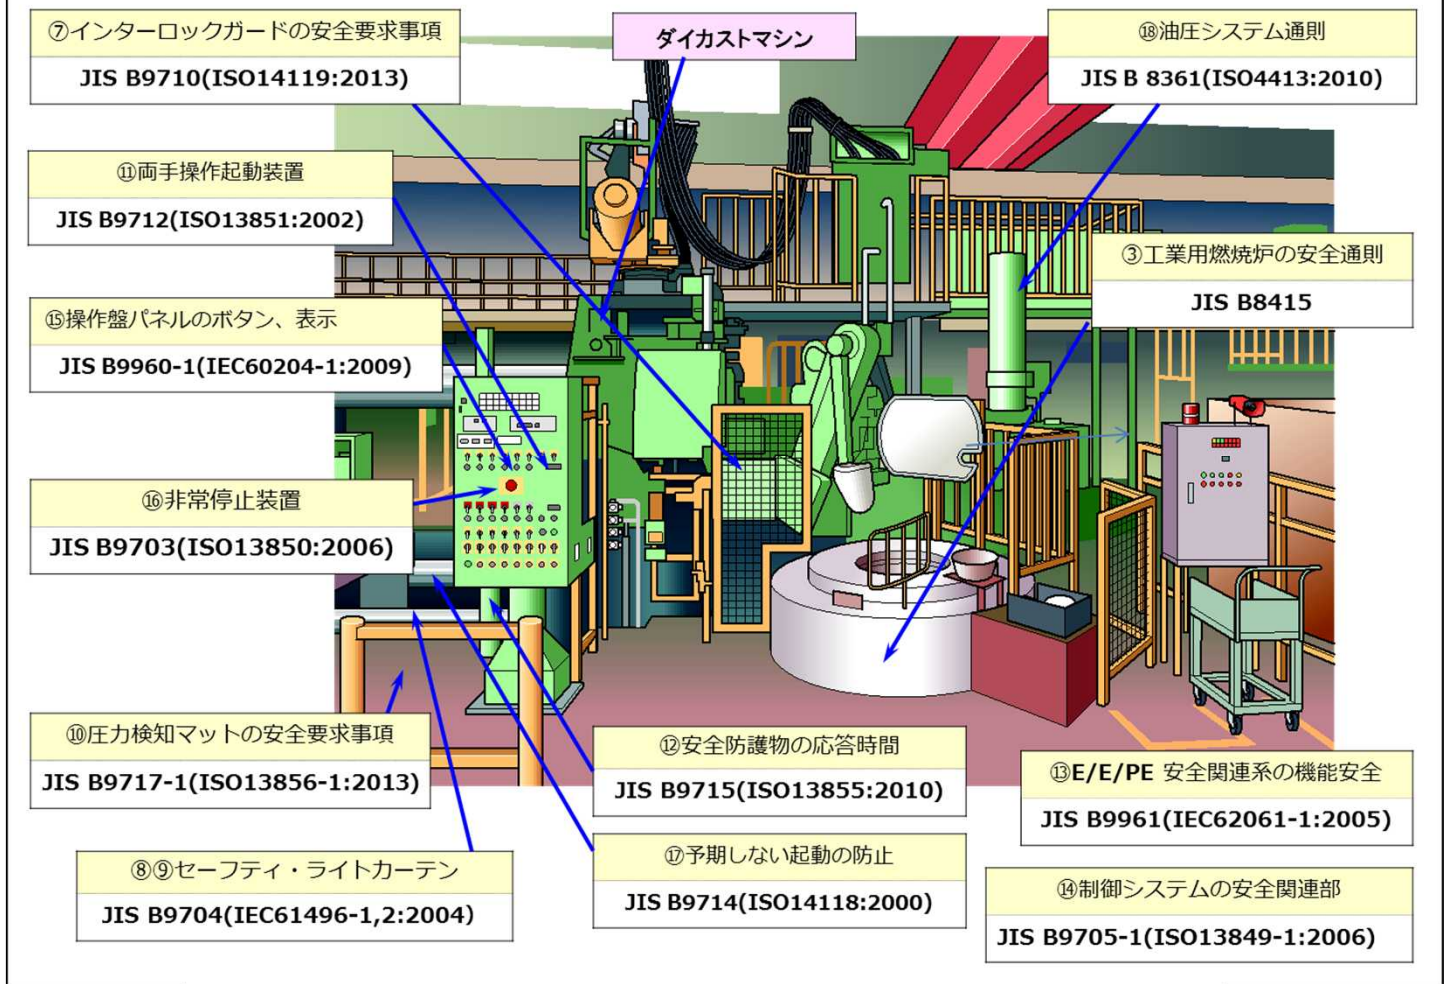 ⑦インターロックガードの安全要求事項
JIS B9710(ISO14119:2013)
ダイカストマシン
⑱油圧システム通則
JIS B 8361(ISO4413:2010)
⑪両手操作起動装置
JIS B9712(ISO13851:2002)
③工業用燃焼炉の安全通則
JIS B8415
⑮操作盤パネルのボタン、表示
JIS B9960-1(IEC60204-1:2009)
⑯非常停止装置
JIS B9703(ISO13850:2006)
⑩圧力検知マットの安全要求事項
JIS B9717-1(ISO13856-1:2013)
⑫安全防護物の応答時間
JIS B9715(ISO13855:2010)
⑬E/E/PE 安全関連系の機能安全
JIS B9961(IEC62061-1:2005)
⑧⑨セーフティ・ライトカーテン
JIS B9704(IEC61496-1,2:2004)
⑰予期しない起動の防止
JIS B9714(ISO14118:2000)
⑭制御システムの安全関連部
JIS B9705-1(ISO13849-1:2006)